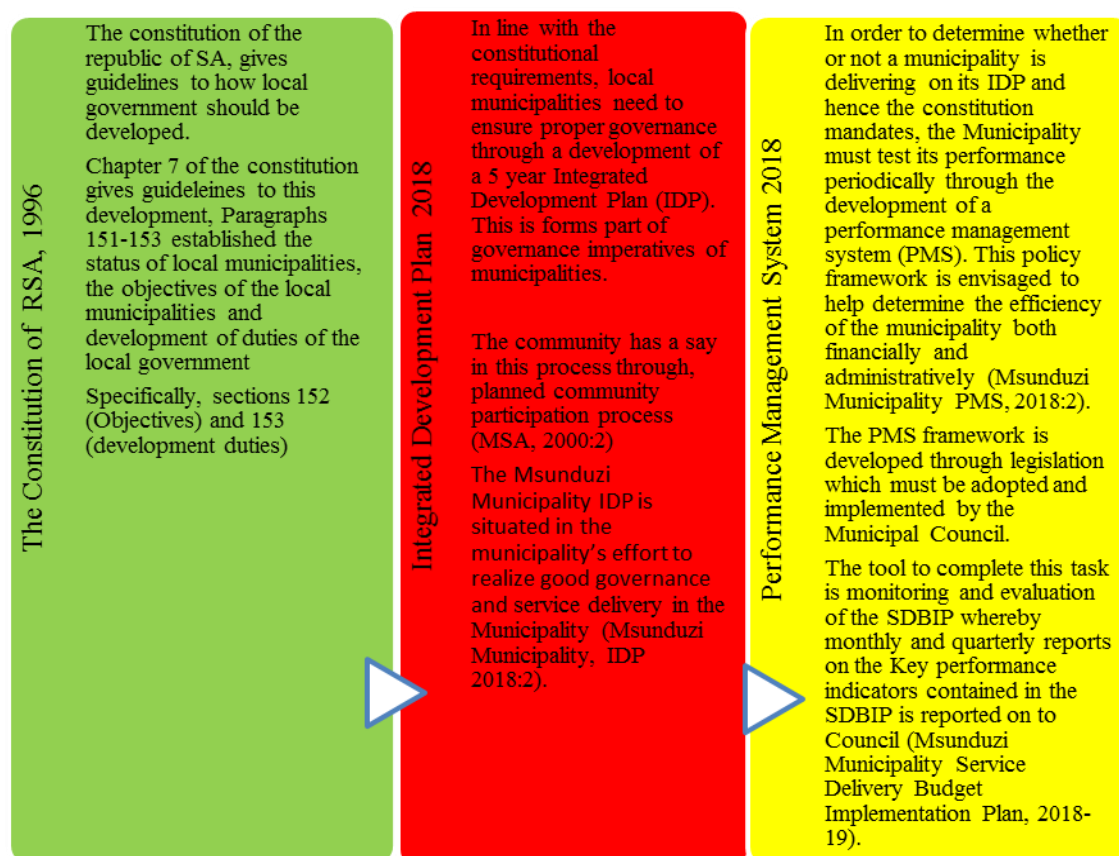 The Constitution of RSA, 1996
The constitution of the
republic of SA, gives
guidelines to how local
government should be
developed.
Chapter 7 of the constitution
gives guideleines to this
development, Paragraphs
151-153 established the
status of local municipalities,
the objectives of the local
municipalities and
development of duties of the
local government
Specifically, sections 152
(Objectives) and 153
(development duties)
Integrated Development Plan 2018
In line with the
constitutional
requirements, local
municipalities need to
ensure proper governance
through a development of
a 5 year Integrated
Development Plan (IDP).
This is forms part of
governance imperatives of
municipalities.
The community has a say
in this process through,
planned community
participation process
(MSA, 2000:2)
The Msunduzi
Municipality IDP is
situated in the
municipality’s effort to
realize good governance
and service delivery in the
Municipality (Msunduzi
Municipality, IDP
2018:2).
Performance Management System 2018
In order to determine whether
or not a municipality is
delivering on its IDP and
hence the constitution
mandates, the Municipality
must test its performance
periodically through the
development of a
performance management
system (PMS). This policy
framework is envisaged to
help determine the efficiency
of the municipality both
financially and
administratively (Msunduzi
Municipality PMS, 2018:2).
The PMS framework is
developed through legislation
which must be adopted and
implemented by the
Municipal Council.
The tool to complete this task
is monitoring and evaluation
of the SDBIP whereby
monthly and quarterly reports
on the Key performance
indicators contained in the
SDBIP is reported on to
Council (Msunduzi
Municipality Service
Delivery Budget
Implementation Plan, 2018-
19).